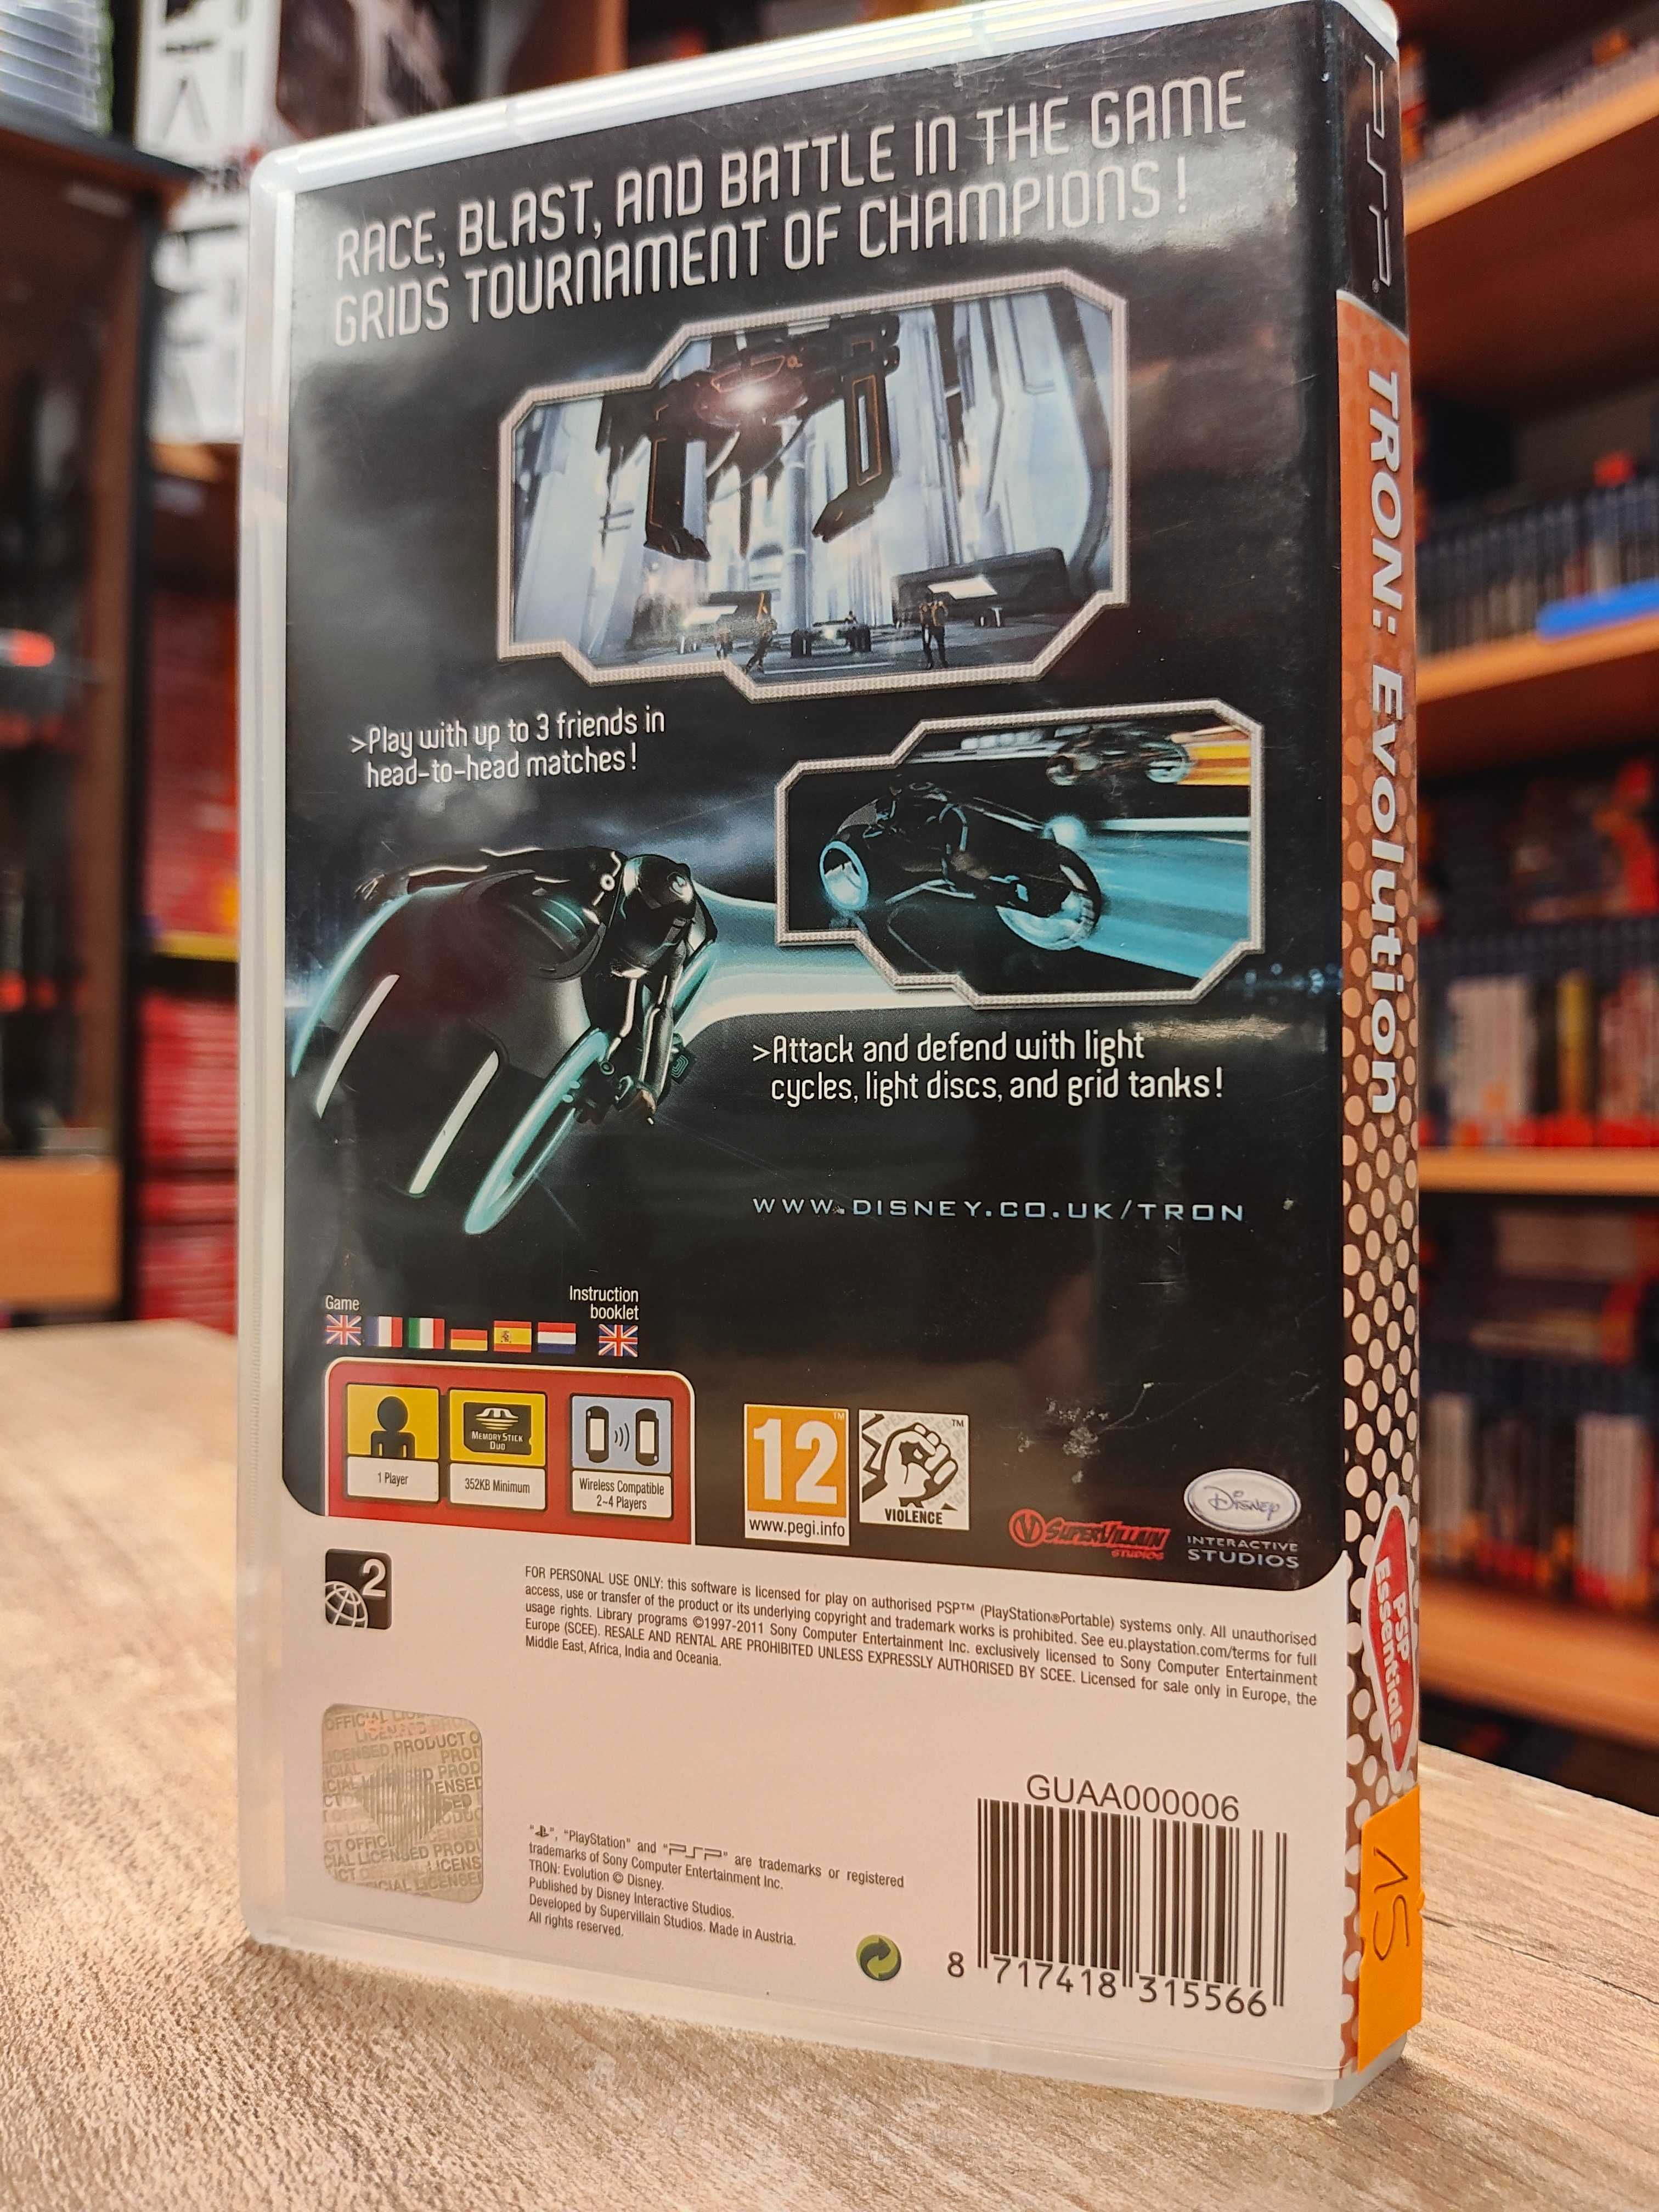 RACE, BLAST, AND BATTLE IN THE GAME
GRIDS TOURNAMENT OF CHAMPIONS!
>Play with up to 3 friends in
head-to-head matches!
>Attack and defend with light
cycles, light discs, and grid tanks!
WWW.DISNEY.CO.UK/TRON
Game
Instruction
booklet
1 Player
MEMORY STICK
DUO
352KB Minimum
Wireless Compatible
2-4 Players
12
www.pegi.info
TM
VIOLENCE
TM
SUPERVILLAIN
STUDIOS
Disney
INTERACTIVE
STUDIOS
2
FOR PERSONAL USE ONLY: this software is licensed for play on authorised PSP™ (PlayStation®Portable) systems only. All unauthorised
access, use or transfer of the product or its underlying copyright and trademark works is prohibited. See eu.playstation.com/terms for full
usage rights. Library programs ©1997-2011 Sony Computer Entertainment Inc. exclusively licensed to Sony Computer Entertainment
Europe (SCEE). RESALE AND RENTAL ARE PROHIBITED UNLESS EXPRESSLY AUTHORISED BY SCEE. Licensed for sale only in Europe, the
Middle East, Africa, India and Oceania.
"", "PlayStation" and "PSP" are trademarks or registered
trademarks of Sony Computer Entertainment Inc.
TRON: Evolution © Disney.
Published by Disney Interactive Studios.
Developed by Supervillain Studios. Made in Austria.
All rights reserved.
GUAA000006
8 717418 315566
PSP
TRON: Evolution
PSP
Essentials